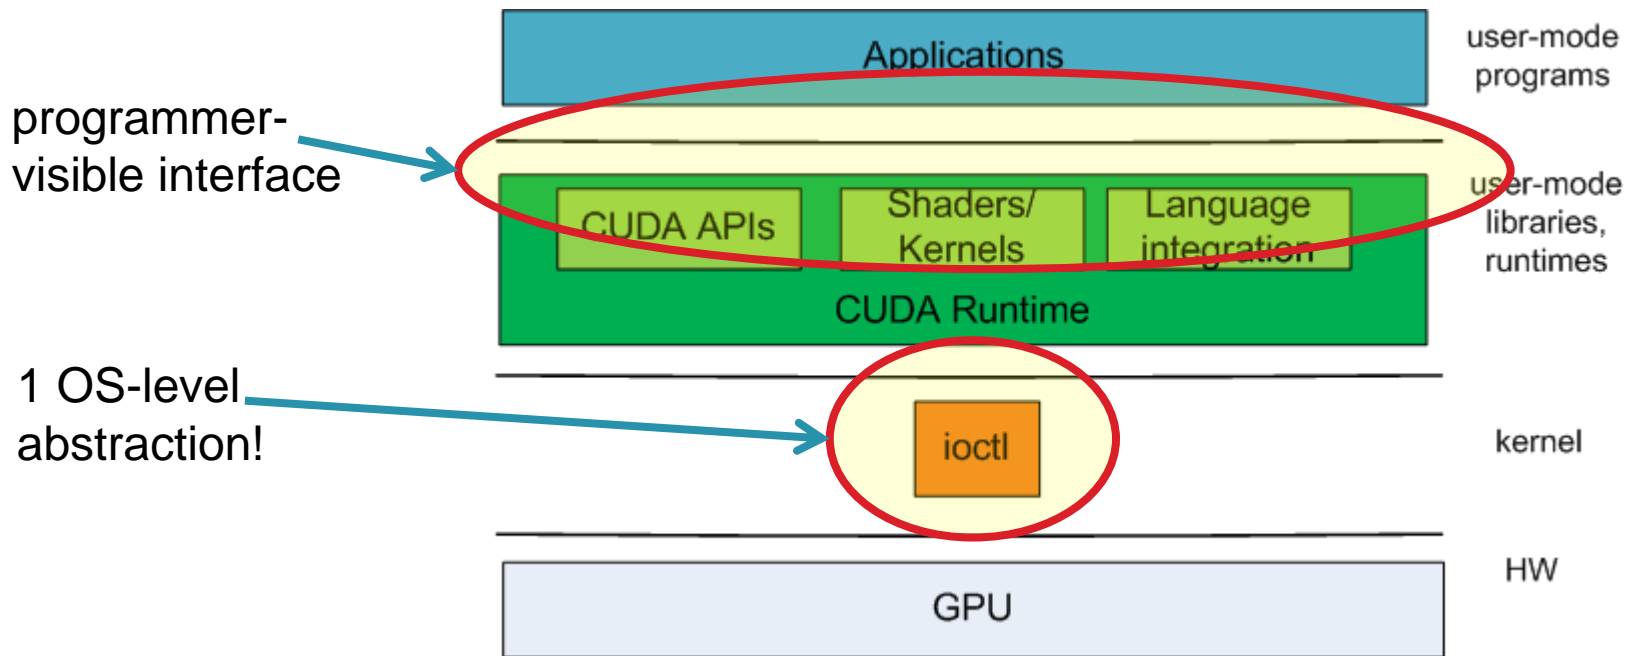 Applications
user-mode
programs
programmer-
visible interface
CUDA APIs
Shaders/
Kernels
Language
integration
user-mode
libraries,
runtimes
CUDA Runtime
1 OS-level
abstraction!
ioctl
kernel
HW
GPU